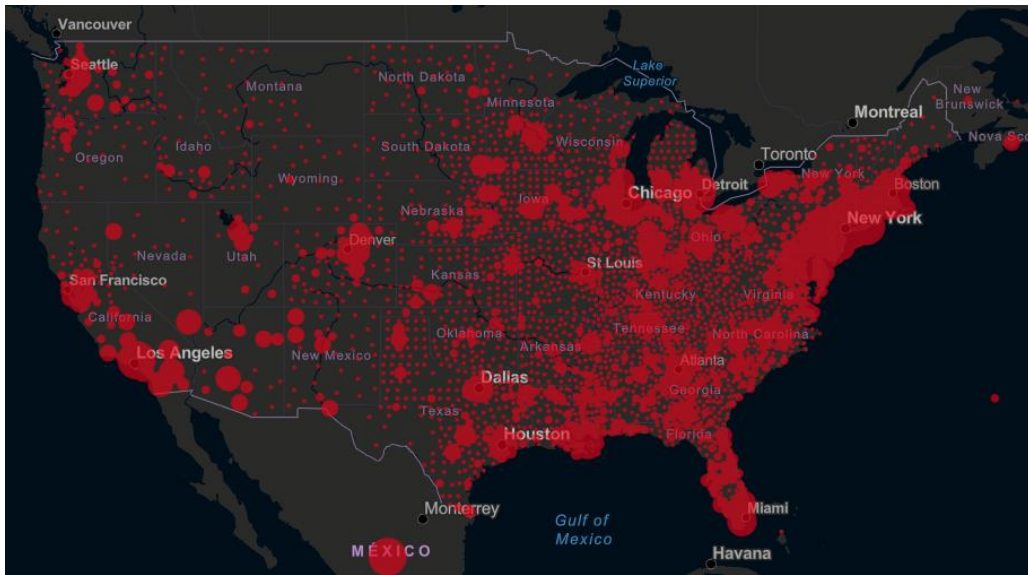 Vancouver
Seattle
Lake
Superior
Montana
North Dakota
Minnesota
New
Brunswick
Montreal
Nova Sco
Oregon
Idaho
South Dakota
Wisconsin
Toronto
Wyoming
New York
Chicago
Detroit
Boston
Nebraska
Iowa
New York
Denver
Ohio
Nevada
Utah
St Louis
San Francisco
Kansas
Kentucky
Virginia
California
Oklahoma
Tennessee
North Carolina
Los Angeles
New Mexico
Arkansas
Atlanta
Dallas
Georgia
Texas
Houston
Florida
Monterrey
Miami
Gulf of
Mexico
MÉXICO
Havana